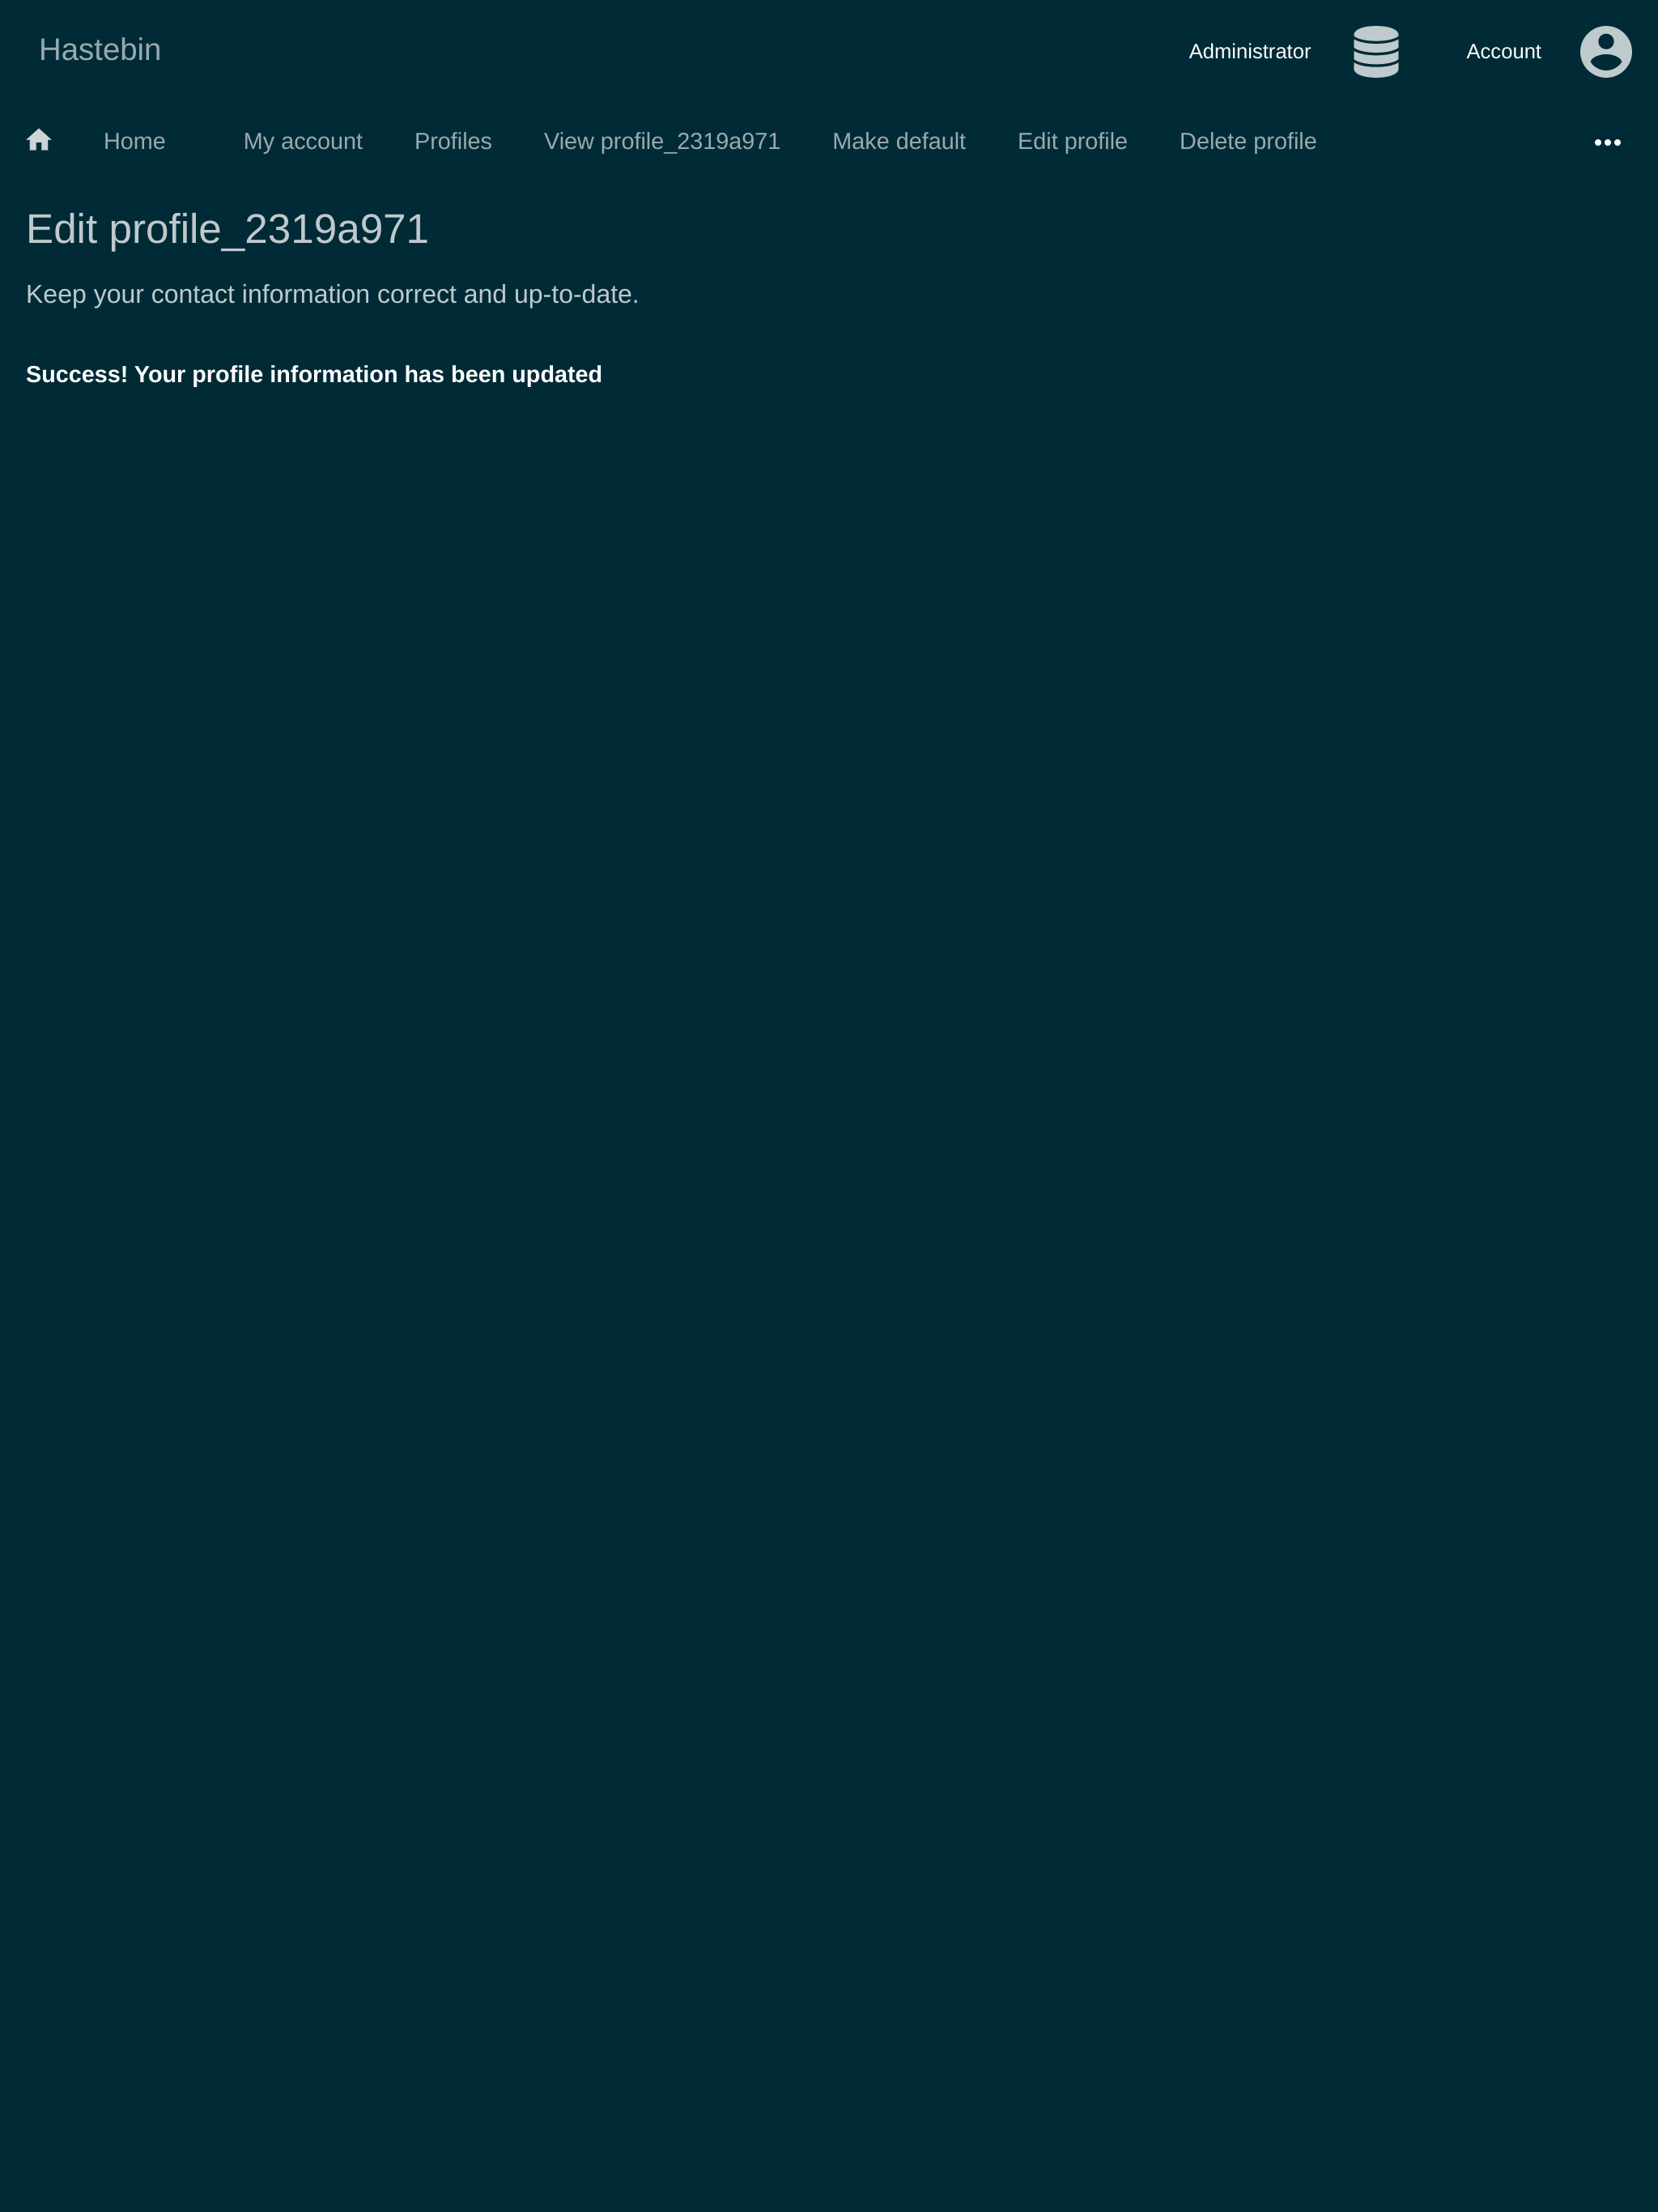 Hastebin
Administrator
Account
Home
My account
Profiles
View profile_2319a971
Make default
Edit profile
Delete profile
Edit profile_2319a971
Keep your contact information correct and up-to-date.
Success! Your profile information has been updated